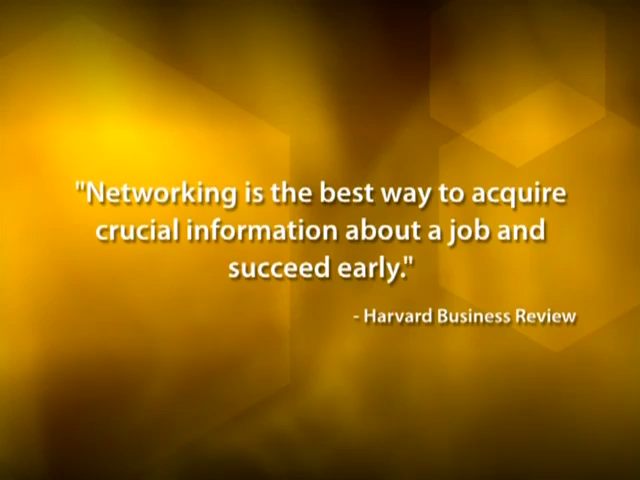 "Networking is the best way to acquire
crucial information about a job and
succeed early."
- Harvard Business Review